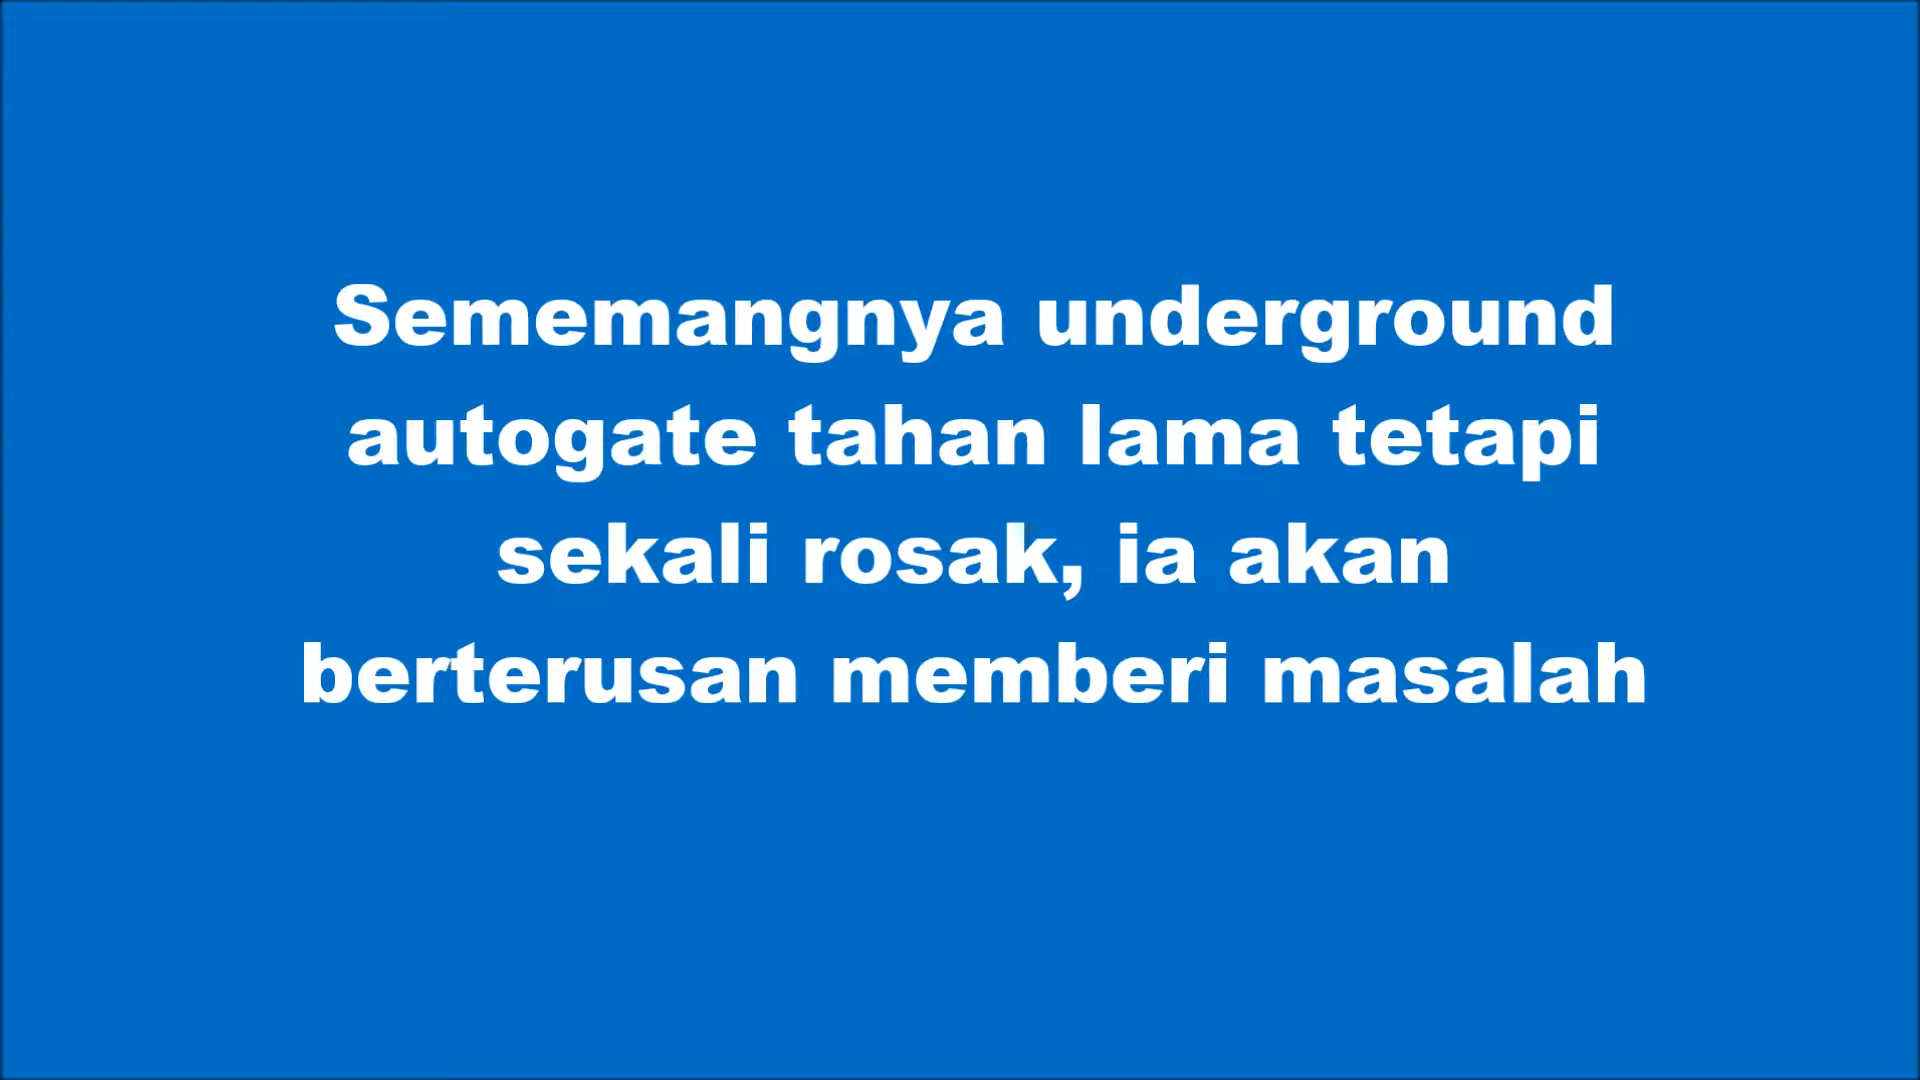 Sememangnya underground
autogate tahan lama tetapi
sekali rosak, ia akan
berterusan memberi masalah